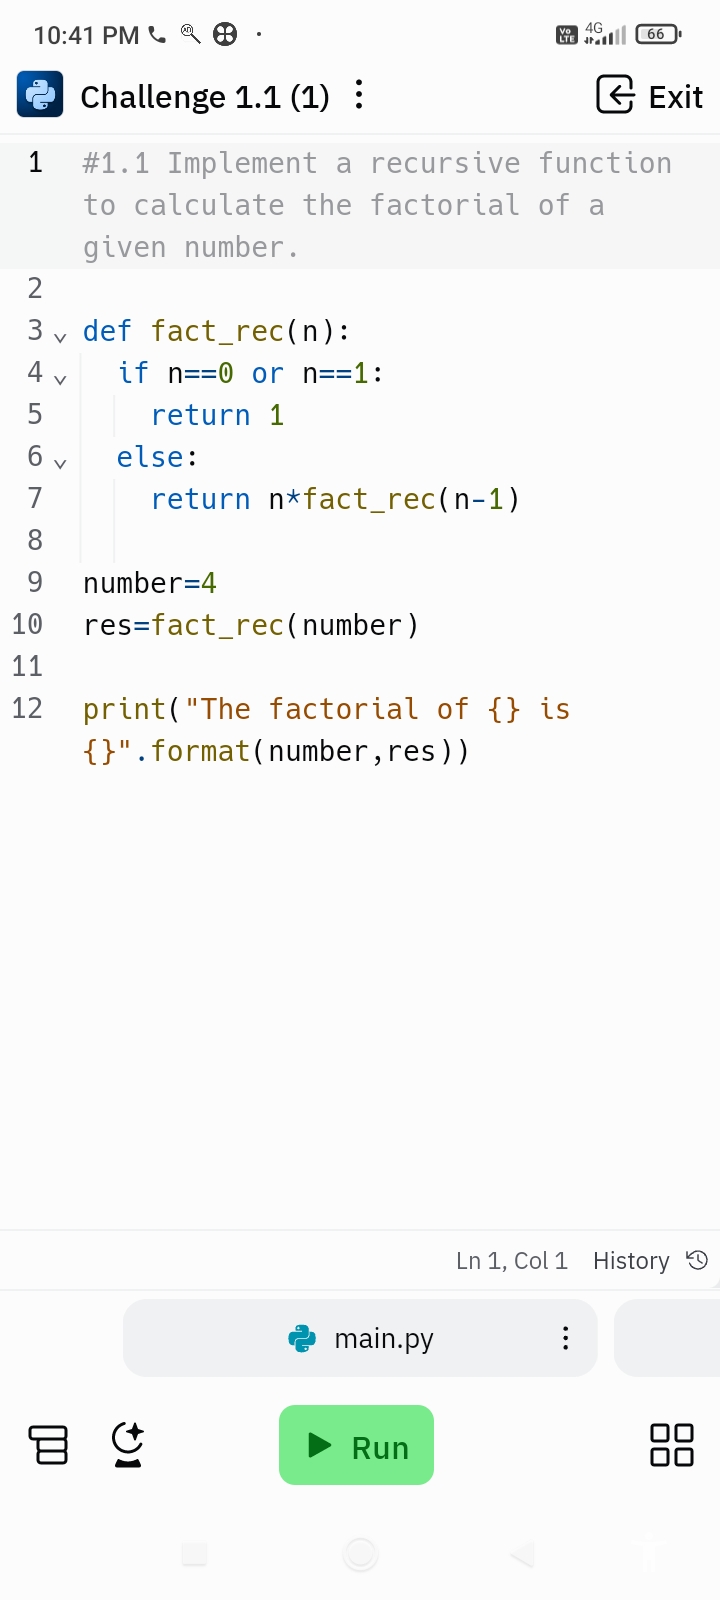 10:41 PM
Vo LTE 4G 66
Challenge 1.1 (1)
Exit
1 #1.1 Implement a recursive function
to calculate the factorial of a
given number.
2
3 def fact_rec(n):
4 if n==0 or n==1:
5 return 1
6 else:
7 return n*fact_rec(n-1)
8
9 number=4
10 res=fact_rec(number)
11
12 print("The factorial of {} is
{}".format(number,res))
Ln 1, Col 1 History
main.py
Run